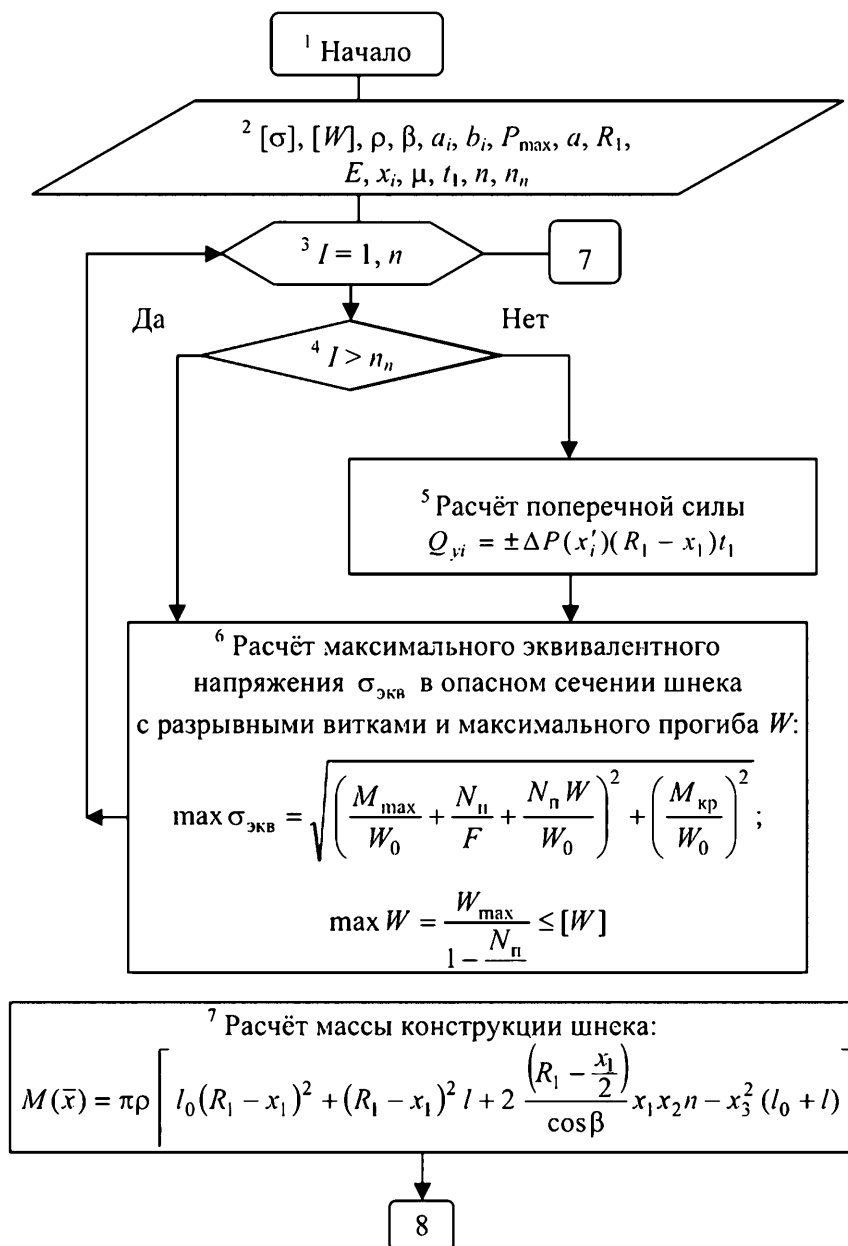 1 Начало
2 [σ], [W], ρ, β, a_i, b_i, P_max, a, R_1,
E, x_i, μ, t_1, n, n_n
3 I = 1, n
7
Да
Нет
4 I > n_n
5 Расчёт поперечной силы
Q_yi = ± ΔP(x'_i)(R_1 − x_1)t_1
6 Расчёт максимального эквивалентного
напряжения σ_экв в опасном сечении шнека
с разрывными витками и максимального прогиба W:
max σ_экв = √((M_max/W_0 + N_п/F + N_п W/W_0)^2 + (M_кр/W_0)^2);
max W = W_max/(1 − N_п/) ≤ [W]
7 Расчёт массы конструкции шнека:
M(x̄) = πρ[l_0(R_1 − x_1)^2 + (R_1 − x_1)^2 l + 2 (R_1 − x_1/2)/cosβ x_1 x_2 n − x_3^2 (l_0 + l)]
8